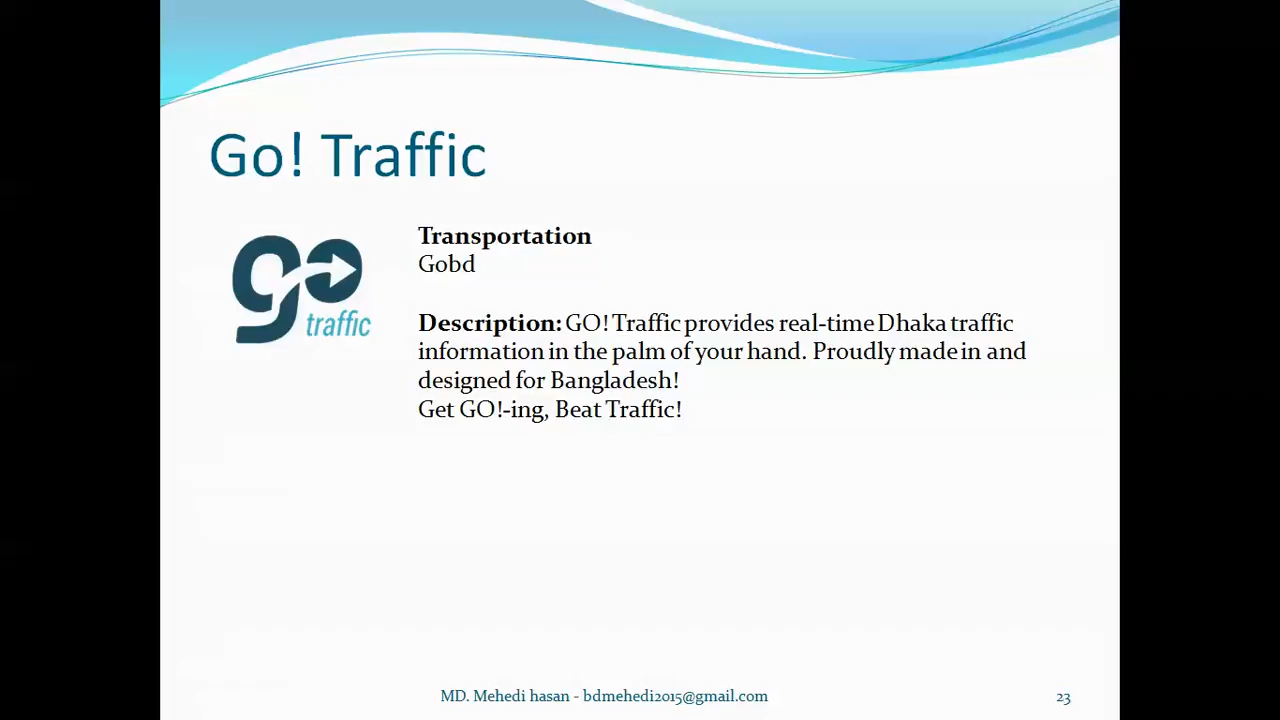 Go! Traffic
go
traffic
Transportation
Gobd
Description: GO! Traffic provides real-time Dhaka traffic
information in the palm of your hand. Proudly made in and
designed for Bangladesh!
Get GO!-ing, Beat Traffic!
MD. Mehedi hasan - bdmehedi2015@gmail.com
23